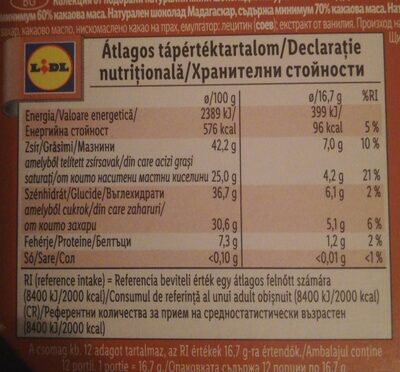 BG
Колекция от подбрани натурални шоколади
минимум 60% какаова маса. Натурален шоколад Мадагаскар, съдържа минимум 70% какаова маса.
захар, какаово масло, нискомаслено какао на прах, емулгатор: лецитин (соев); екстракт от ванилия. Произход на
LIDL
Átlagos tápértéktartalom/Declarație
nutrițională/Хранителни стойности
ø/100 g ø/16,7 g %RI
Energia/Valoare energetică/ 2389 kJ/ 399 kJ/
Енергийна стойност 576 kcal 96 kcal 5 %
Zsír/Grăsimi/Мазнини 42,2 g 7,0 g 10 %
amelyből telített zsírsavak/din care acizi grași
saturați/от които наситени мастни киселини 25,0 g 4,2 g 21 %
Szénhidrát/Glucide/Въглехидрати 36,7 g 6,1 g 2 %
amelyből cukrok/din care zaharuri/
от които захари 30,6 g 5,1 g 6 %
Fehérje/Proteine/Белтъци 7,3 g 1,2 g 2 %
Só/Sare/Сол <0,10 g <0,01 g <1 %
RI (reference intake) = Referencia beviteli érték egy átlagos felnőtt számára
(8400 kJ/2000 kcal)/Consumul de referință al unui adult obișnuit (8400 kJ/2000 kcal)
(CR)/Референтни количества за прием на средностатистически възрастен
(8400 kJ/2000 kcal)
A csomag kb. 12 adagot tartalmaz, az RI értékek 16,7 g-ra értendők./Ambalajul conține
12 porții. 1 porție = 16,7 g./Опаковката съдържа 12 порции по 16,7 g.